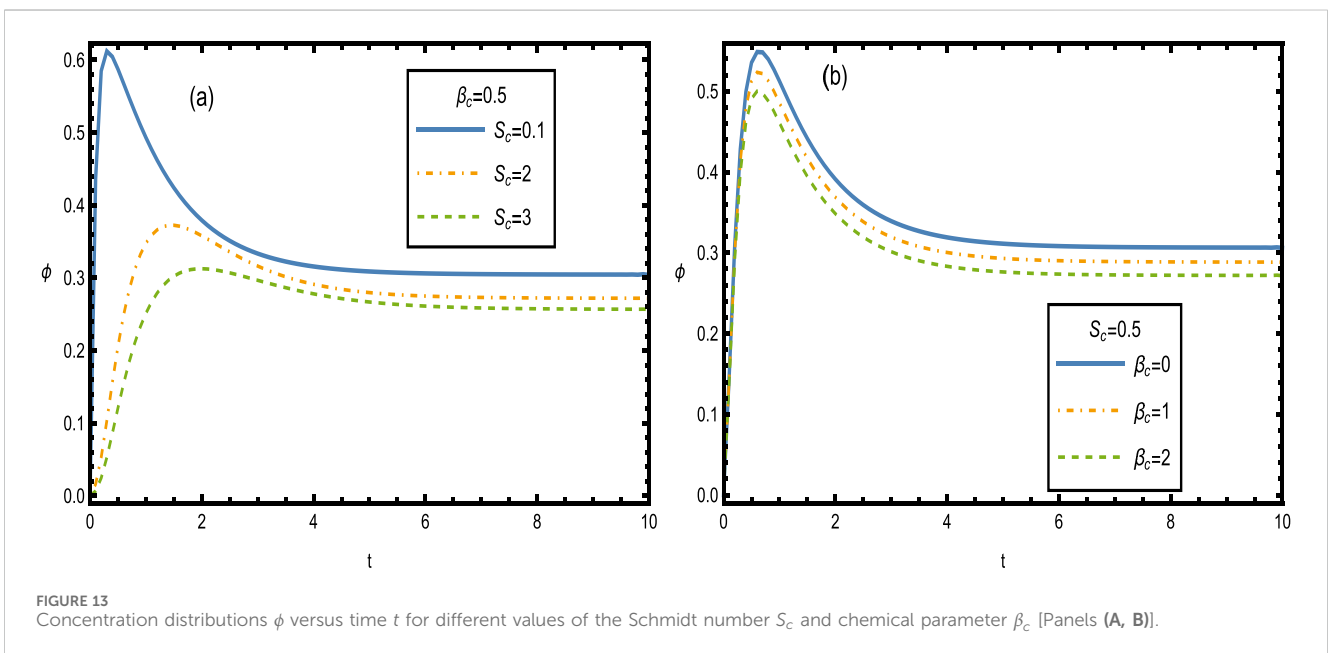 (a)
β_c=0.5
S_c=0.1
S_c=2
S_c=3
0.6
0.5
0.4
0.3
0.2
0.1
0.0
ϕ
0 2 4 6 8 10
t
(b)
S_c=0.5
β_c=0
β_c=1
β_c=2
0.5
0.4
0.3
0.2
0.1
0.0
ϕ
0 2 4 6 8 10
t
FIGURE 13
Concentration distributions ϕ versus time t for different values of the Schmidt number S_c and chemical parameter β_c [Panels (A, B)].